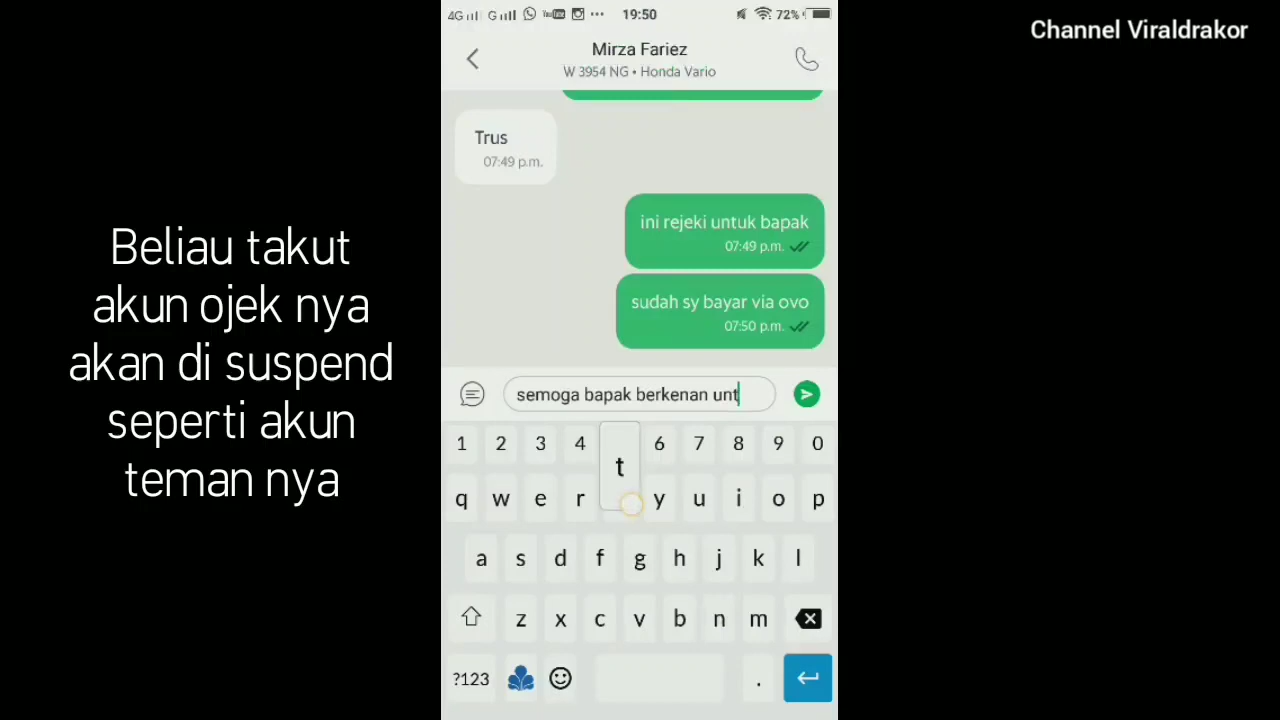 4G G YouTube 19:50 72%
Channel Viraldrakor
Mirza Fariez
W 3954 NG • Honda Vario
Trus
07:49 p.m.
ini rejeki untuk bapak
07:49 p.m.
sudah sy bayar via ovo
07:50 p.m.
Beliau takut
akun ojek nya
akan di suspend
seperti akun
teman nya
semoga bapak berkenan unt
1 2 3 4 6 7 8 9 0
t
q w e r y u i o p
a s d f g h j k l
z x c v b n m
?123 .